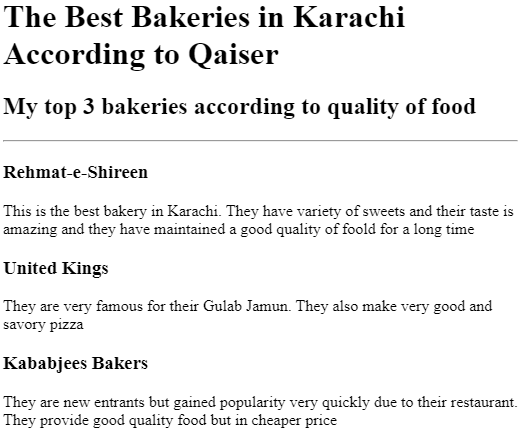 The Best Bakeries in Karachi
According to Qaiser
My top 3 bakeries according to quality of food
Rehmat-e-Shireen
This is the best bakery in Karachi. They have variety of sweets and their taste is
amazing and they have maintained a good quality of foold for a long time
United Kings
They are very famous for their Gulab Jamun. They also make very good and
savory pizza
Kababjees Bakers
They are new entrants but gained popularity very quickly due to their restaurant.
They provide good quality food but in cheaper price